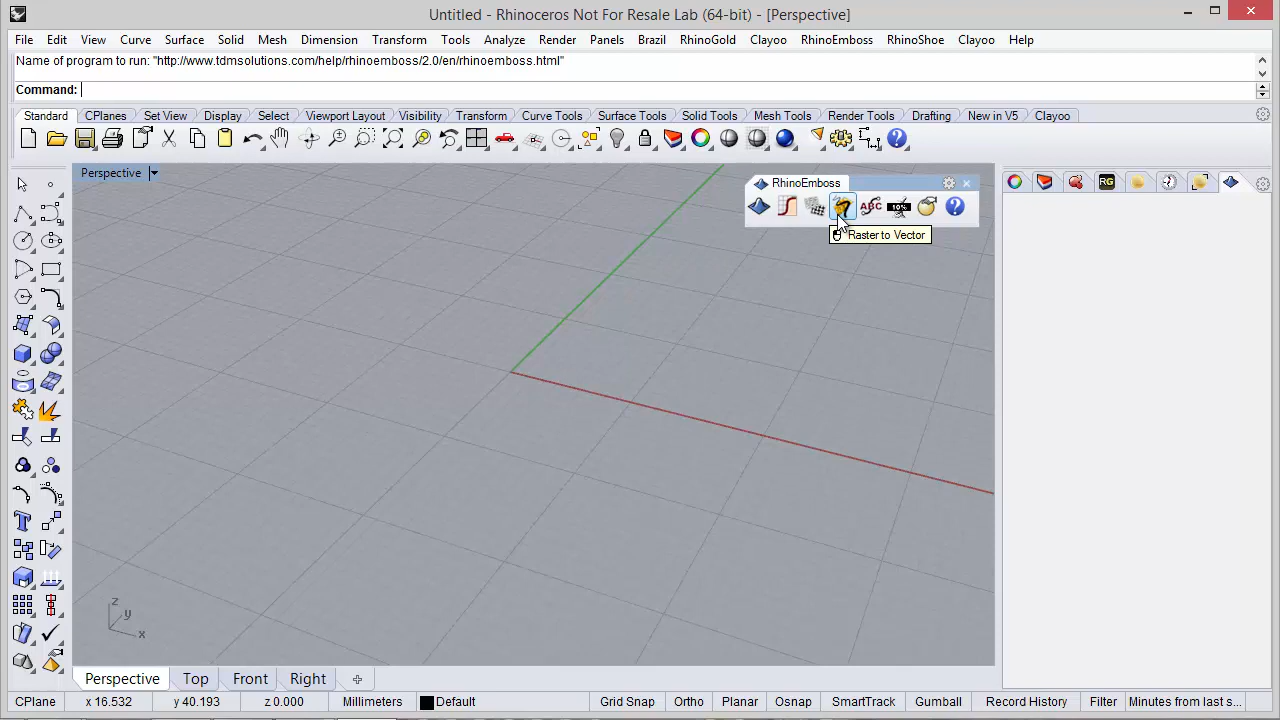 Untitled - Rhinoceros Not For Resale Lab (64-bit) - [Perspective]
File Edit View Curve Surface Solid Mesh Dimension Transform Tools Analyze Render Panels Brazil RhinoGold Clayoo RhinoEmboss RhinoShoe Clayoo Help
Name of program to run: "http://www.tdmsolutions.com/help/rhinoemboss/2.0/en/rhinoemboss.html"
Command:
Standard CPlanes Set View Display Select Viewport Layout Visibility Transform Curve Tools Surface Tools Solid Tools Mesh Tools Render Tools Drafting New in V5 Clayoo
Perspective
RhinoEmboss
RG
ABC 10%
Raster to Vector
z
y
x
Perspective Top Front Right
CPlane x 16.532 y 40.193 z 0.000 Millimeters Default Grid Snap Ortho Planar Osnap SmartTrack Gumball Record History Filter Minutes from last s...